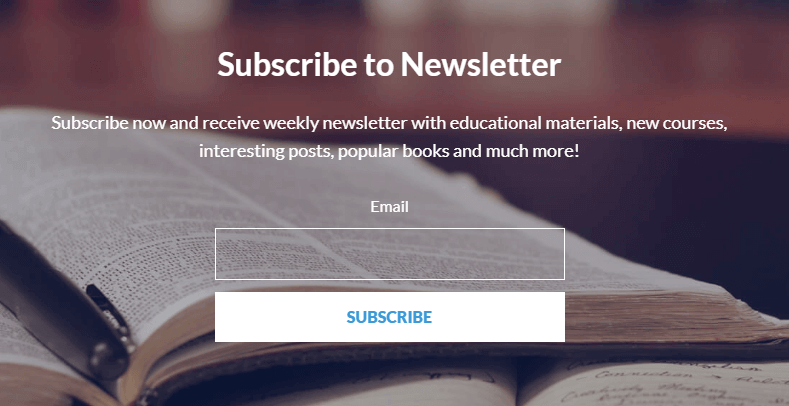 Subscribe to Newsletter
Subscribe now and receive weekly newsletter with educational materials, new courses,
interesting posts, popular books and much more!
Email
SUBSCRIBE